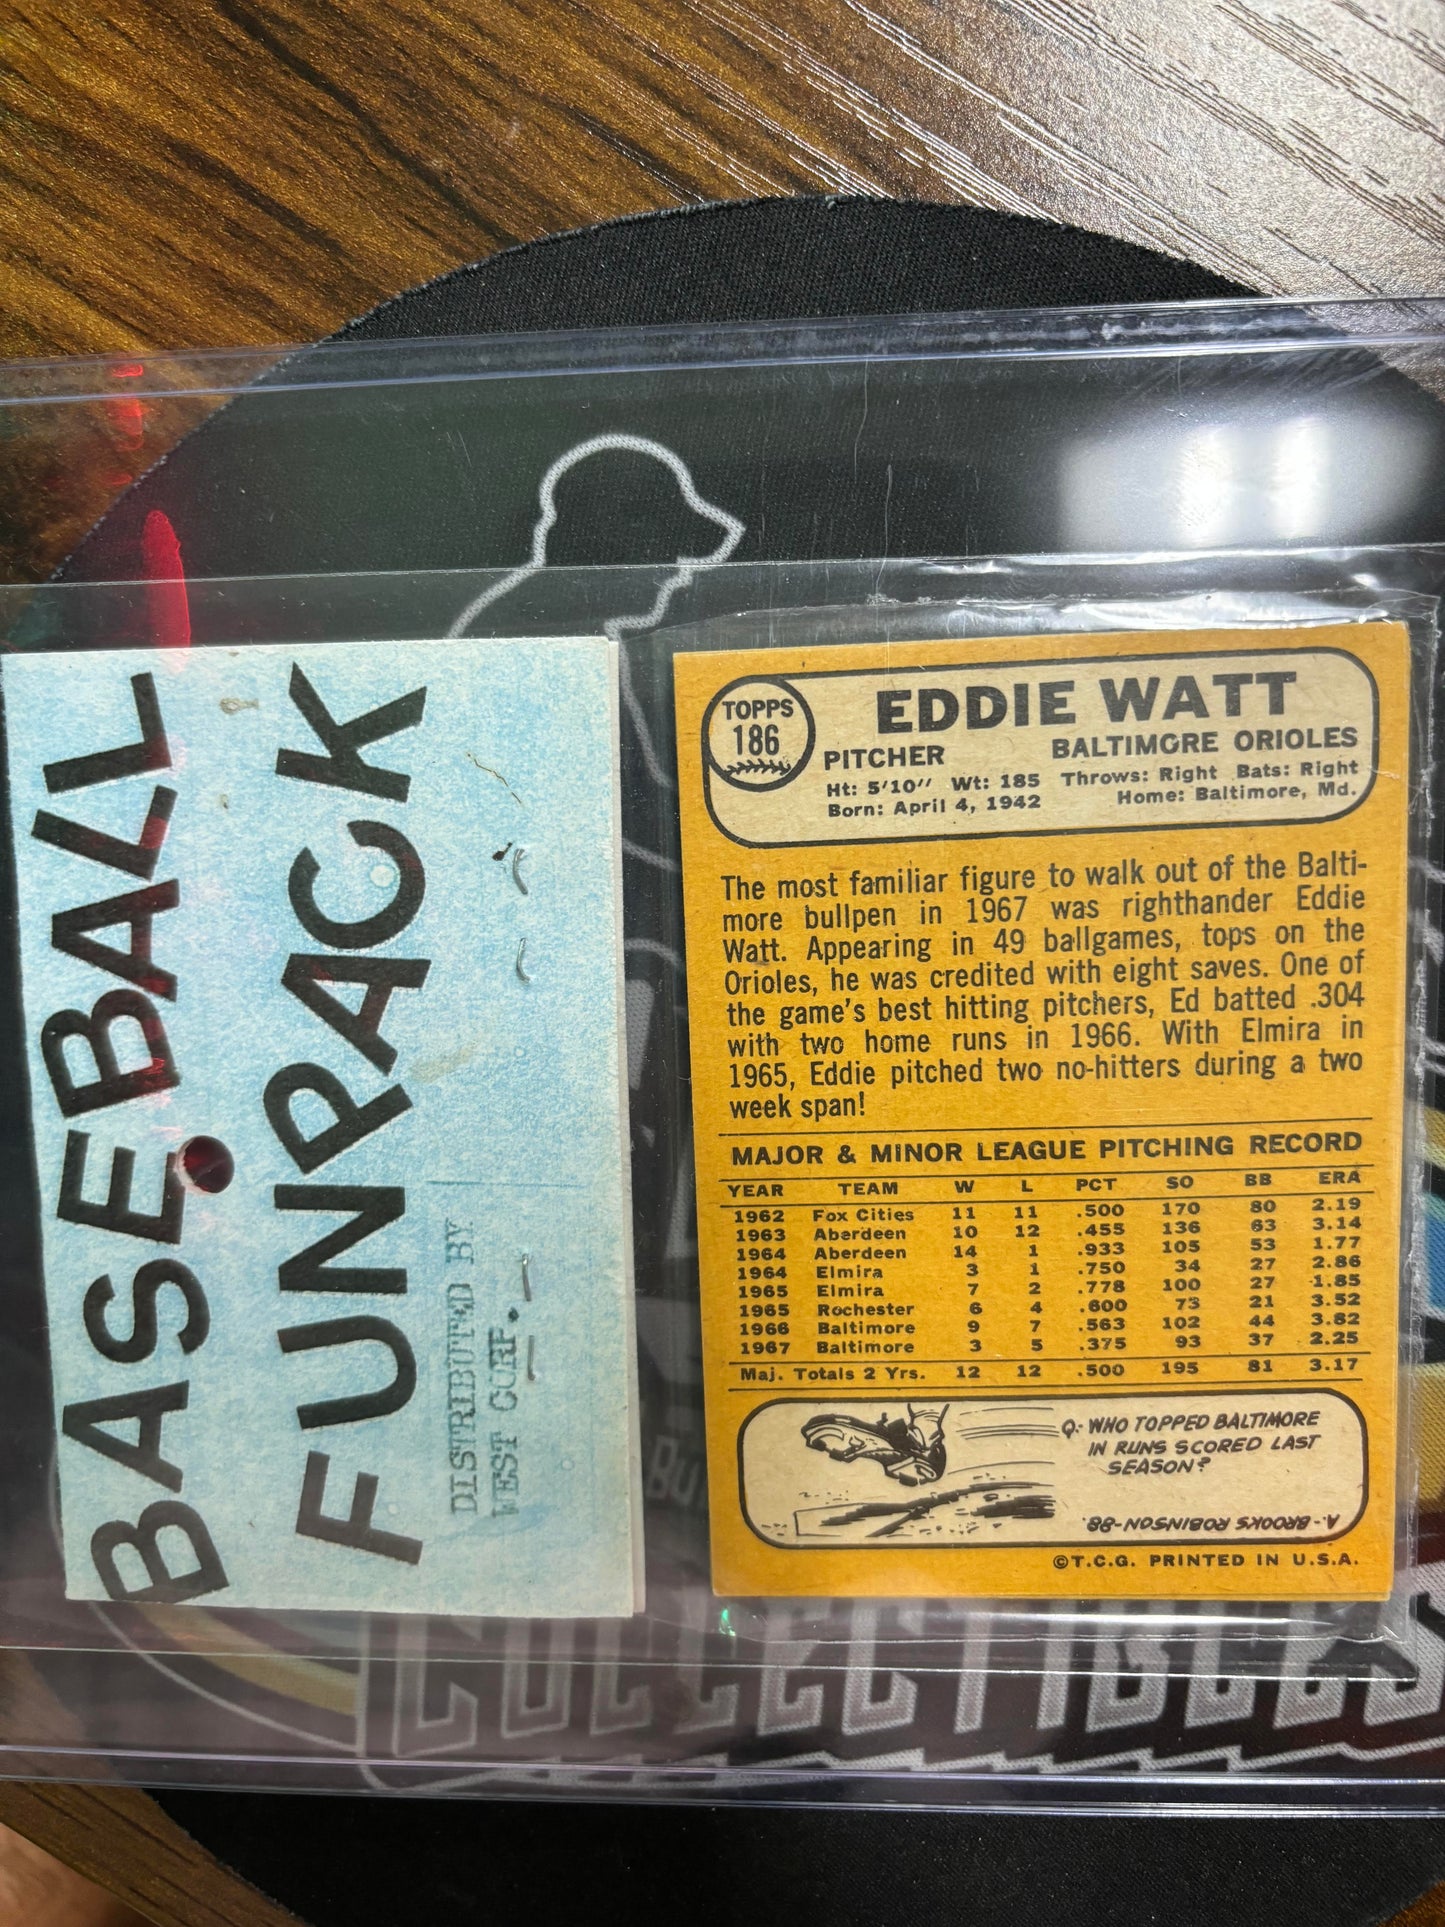 BASEBALL
FUNPACK
DISTRIBUTED BY
WEST CURF.
TOPPS
186
EDDIE WATT
PITCHER
BALTIMORE ORIOLES
Ht: 5'10" Wt: 185 Throws: Right Bats: Right
Born: April 4, 1942 Home: Baltimore, Md.
The most familiar figure to walk out of the Balti-
more bullpen in 1967 was righthander Eddie
Watt. Appearing in 49 ballgames, tops on the
Orioles, he was credited with eight saves. One of
the game's best hitting pitchers, Ed batted .304
with two home runs in 1966. With Elmira in
1965, Eddie pitched two no-hitters during a two
week span!
MAJOR & MINOR LEAGUE PITCHING RECORD
YEAR TEAM W L PCT SO BB ERA
1962 Fox Cities 11 11 .500 170 80 2.19
1963 Aberdeen 10 12 .455 136 63 3.14
1964 Aberdeen 14 1 .933 105 53 1.77
1964 Elmira 3 1 .750 34 27 2.86
1965 Elmira 7 2 .778 100 27 1.85
1965 Rochester 6 4 .600 73 21 3.52
1966 Baltimore 9 7 .563 102 44 3.82
1967 Baltimore 3 5 .375 93 37 2.25
Maj. Totals 2 Yrs. 12 12 .500 195 81 3.17
Q.- WHO TOPPED BALTIMORE
IN RUNS SCORED LAST
SEASON?
A.- BROOKS ROBINSON-88.
©T.C.G. PRINTED IN U.S.A.
COLLECTIBLES